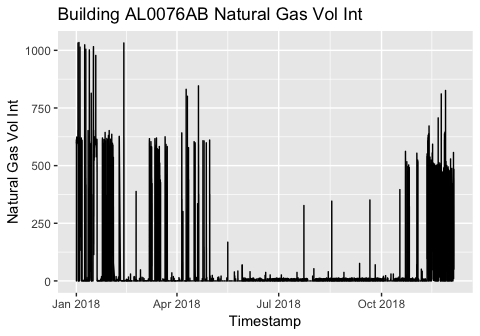 Building AL0076AB Natural Gas Vol Int
Natural Gas Vol Int
1000
750
500
250
0
Jan 2018
Apr 2018
Jul 2018
Oct 2018
Timestamp